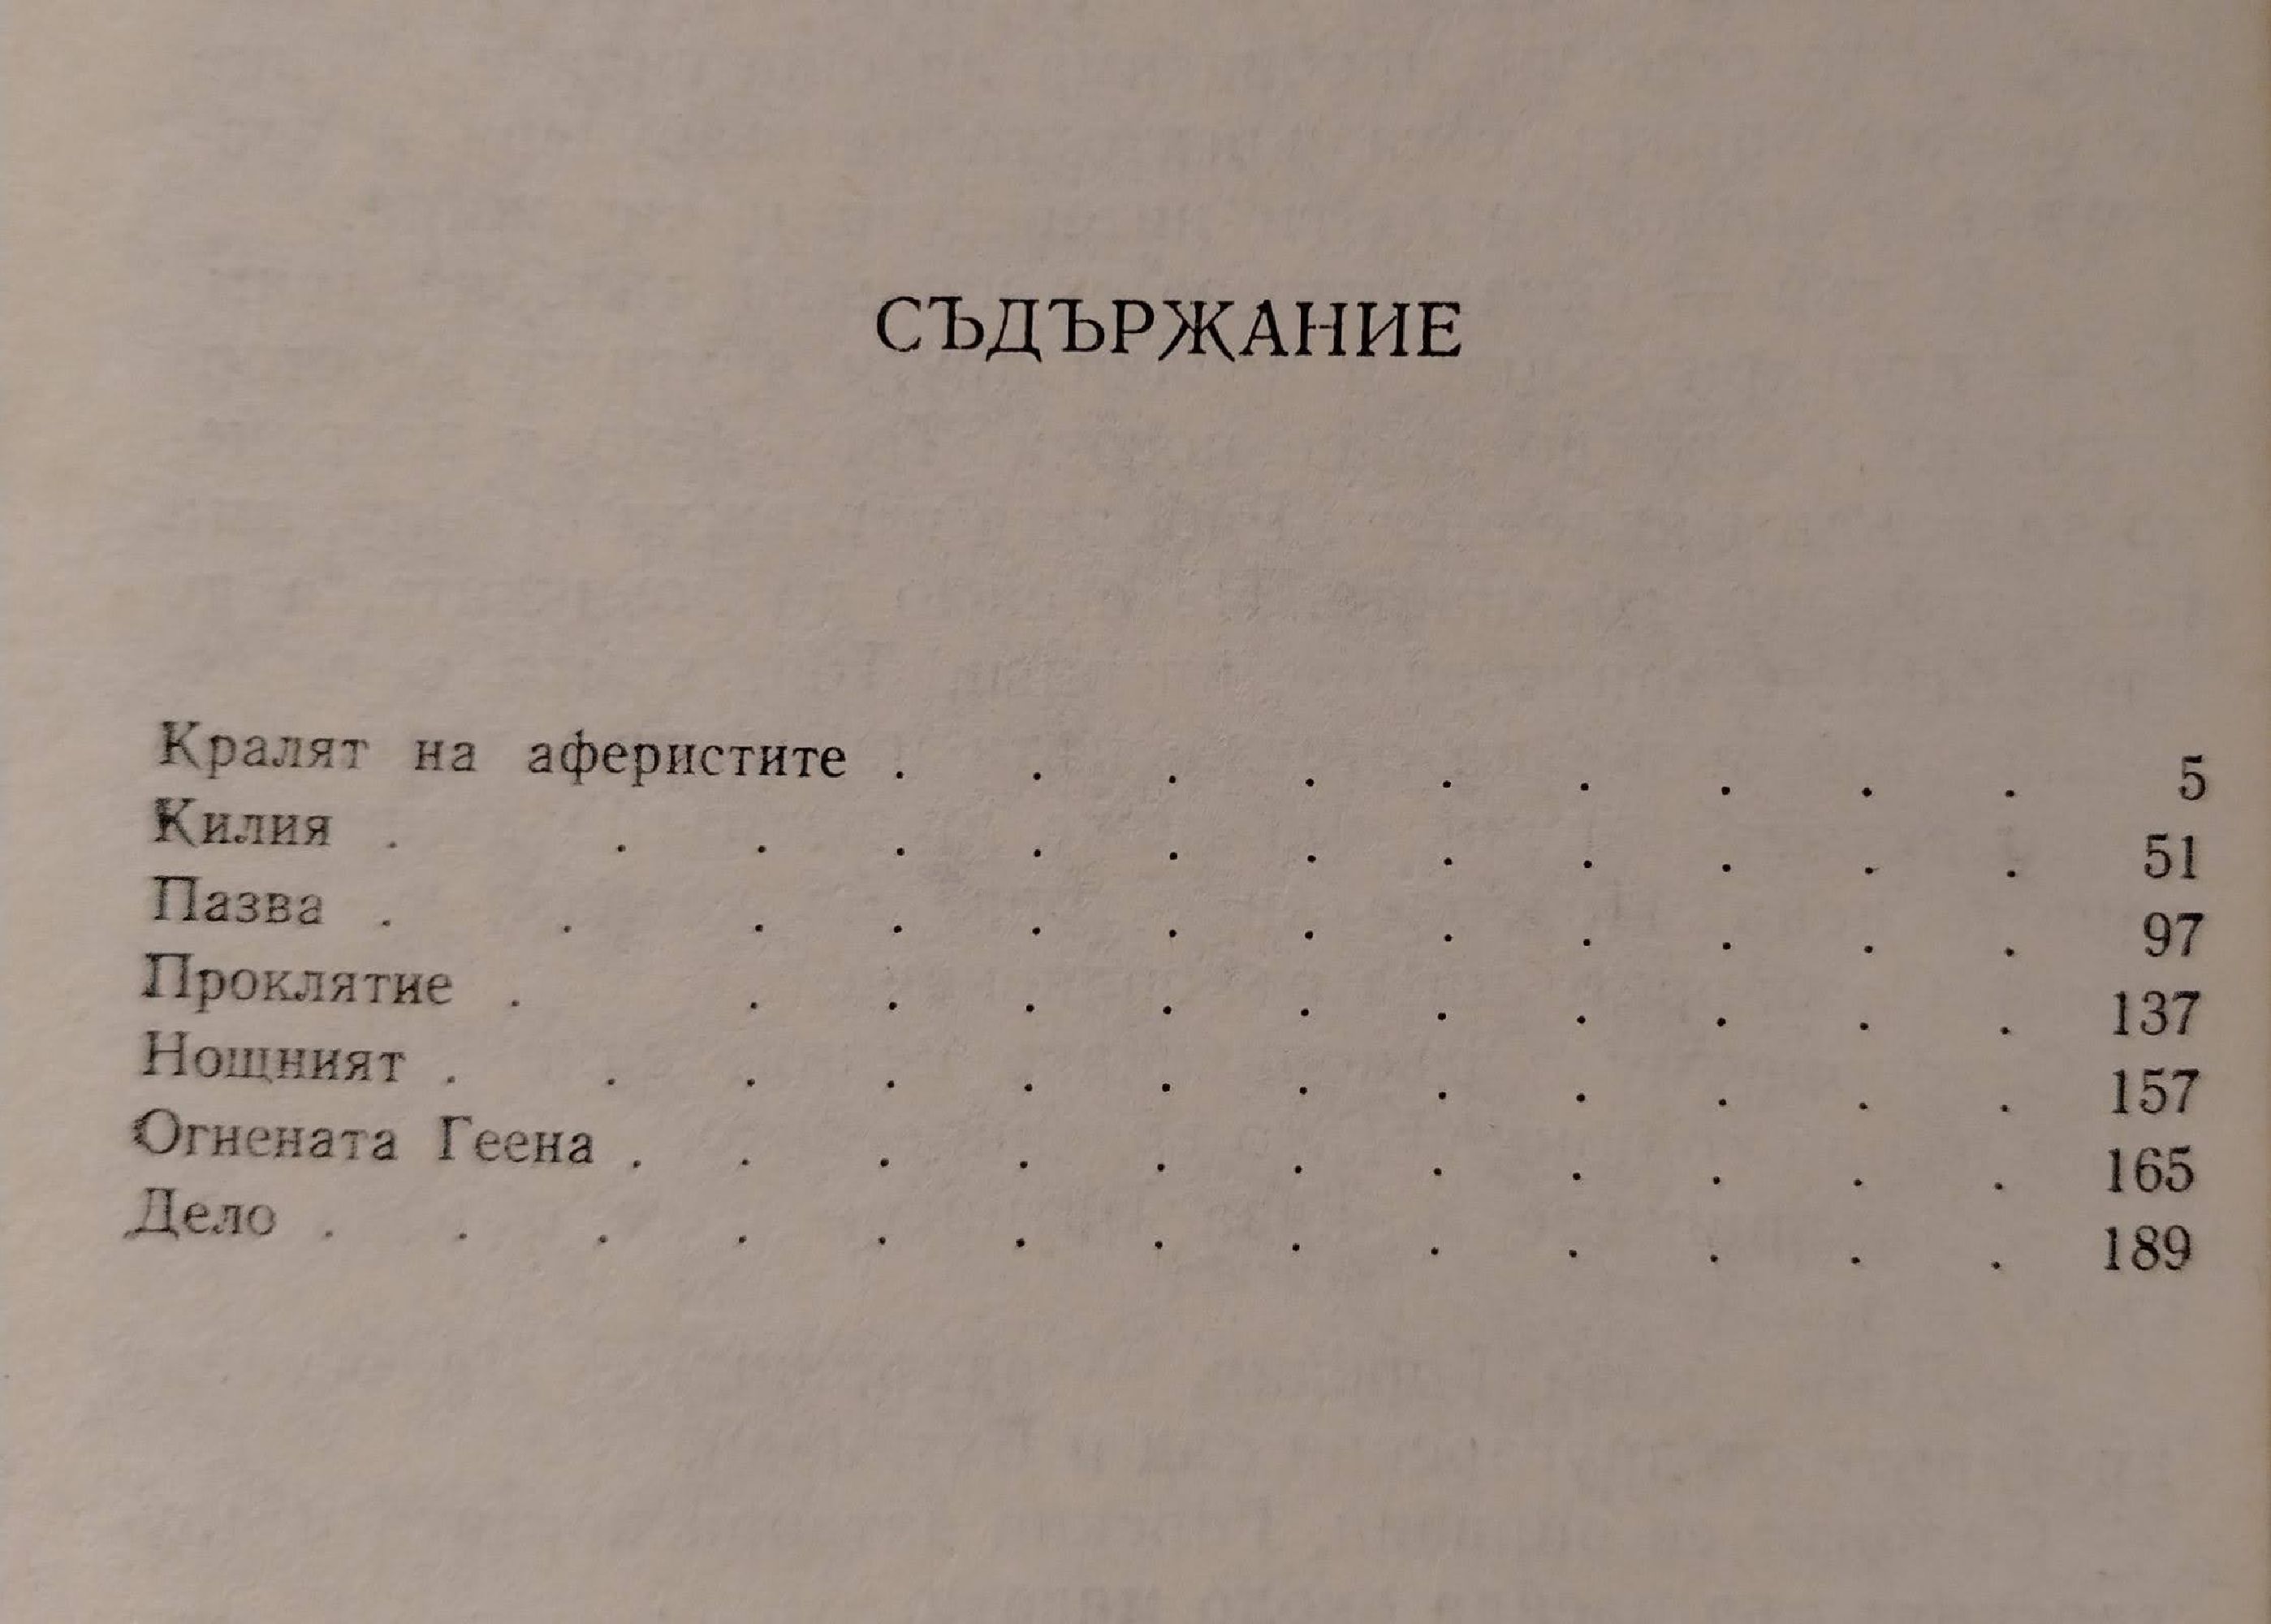 СЪДЪРЖАНИЕ
Кралят на аферистите . . . . . . . . . 5
Килия . . . . . . . . . . . . 51
Пазва . . . . . . . . . . . . 97
Проклятие . . . . . . . . . . . 137
Нощният . . . . . . . . . . . . 157
Огнената Геена . . . . . . . . . . . 165
Дело . . . . . . . . . . . . . 189